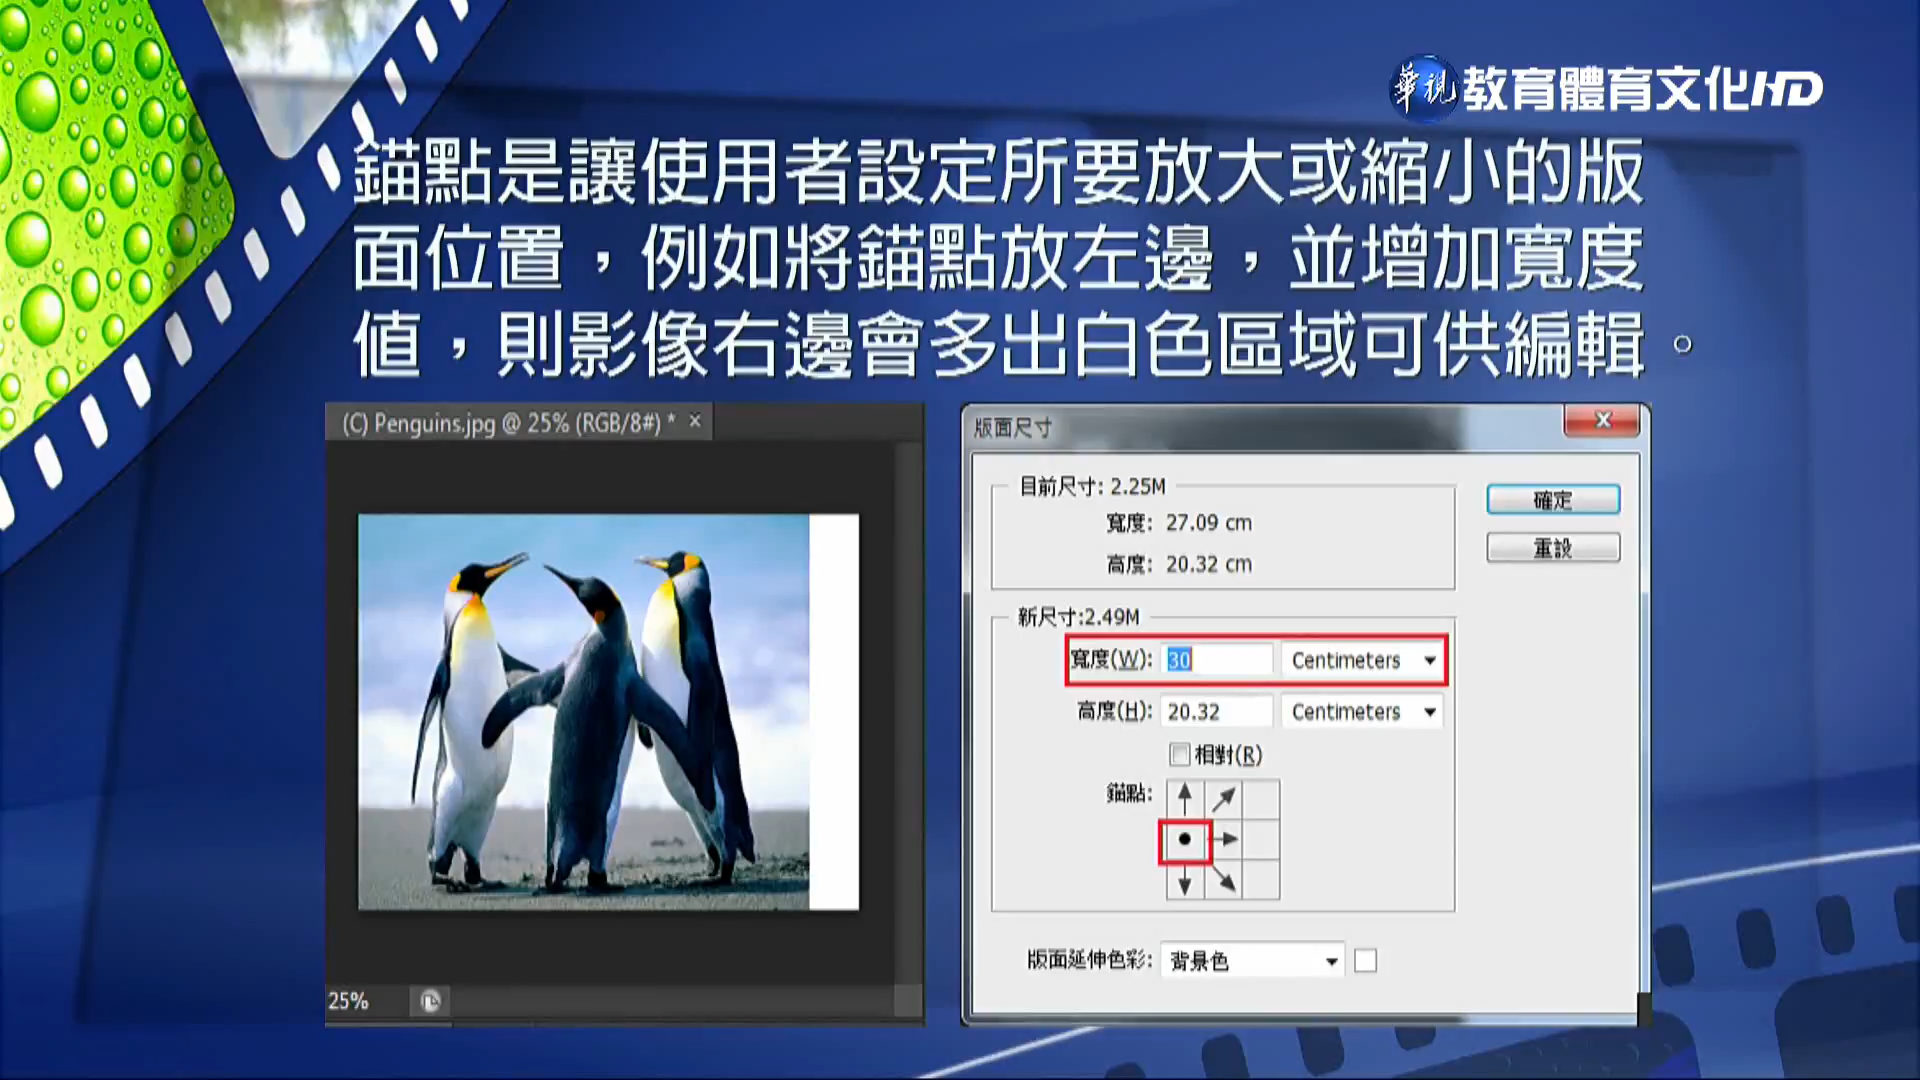 華視 教育體育文化HD
錨點是讓使用者設定所要放大或縮小的版
面位置，例如將錨點放左邊，並增加寬度
值，則影像右邊會多出白色區域可供編輯。
(C) Penguins.jpg @ 25% (RGB/8#) * ×
25%
版面尺寸
目前尺寸: 2.25M
寬度: 27.09 cm
高度: 20.32 cm
確定
重設
新尺寸:2.49M
寬度(W): 30 Centimeters
高度(H): 20.32 Centimeters
相對(R)
錨點:
版面延伸色彩: 背景色